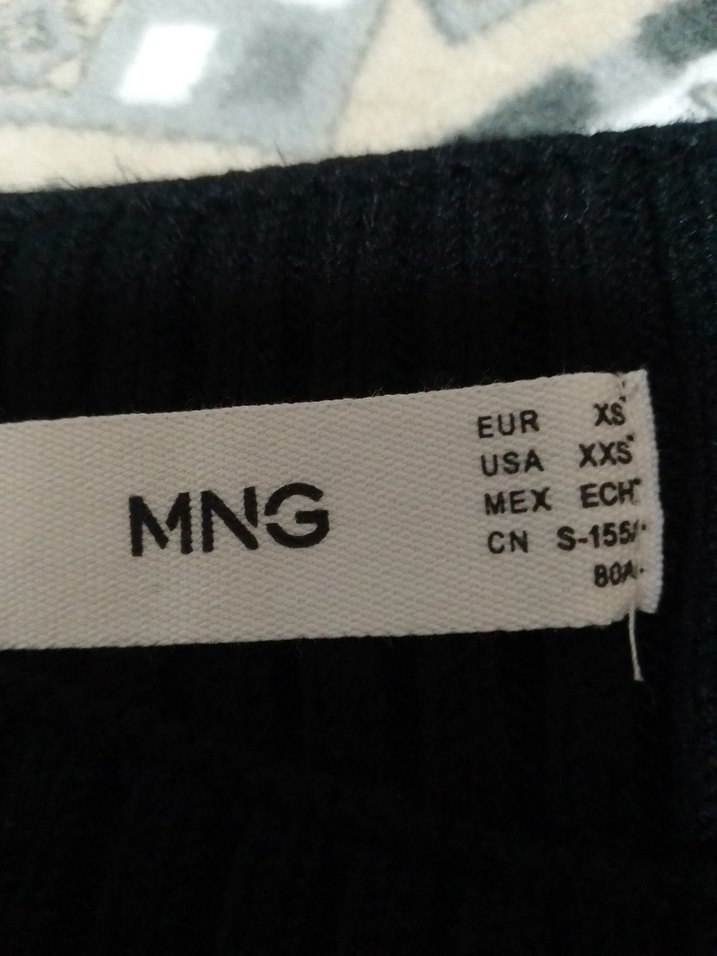 MNG
EUR XS
USA XXS
MEX ECH
CN S-155/
80A